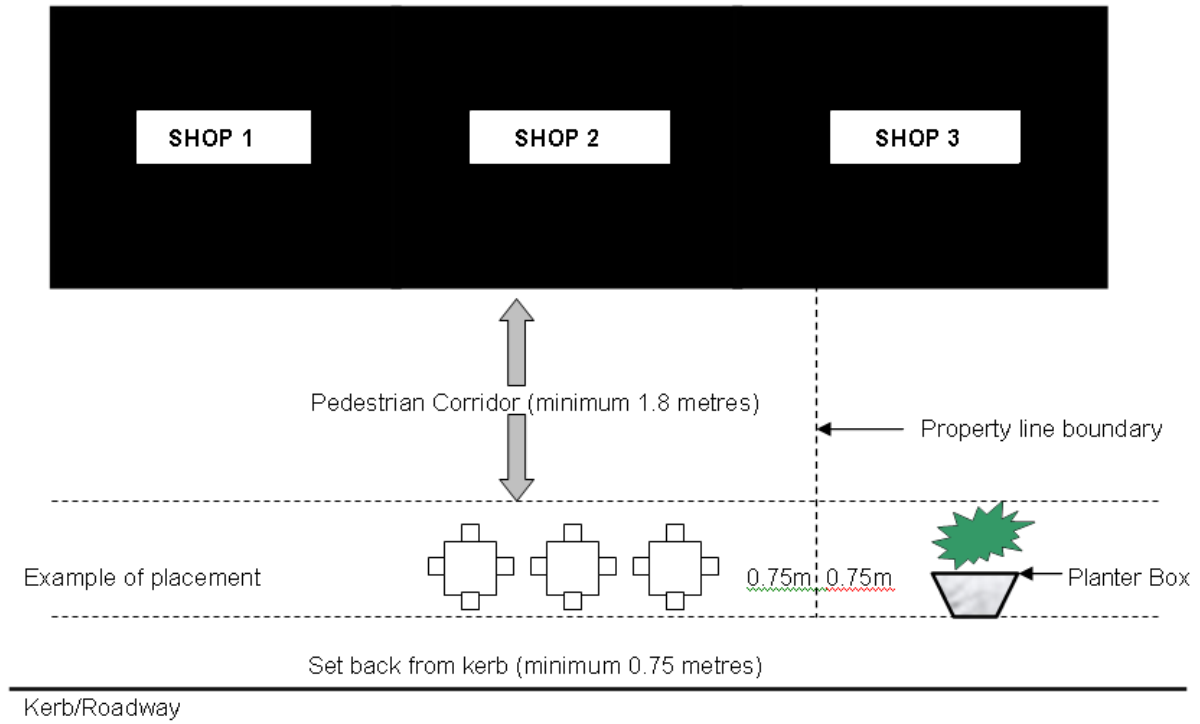 SHOP 1
SHOP 2
SHOP 3
Pedestrian Corridor (minimum 1.8 metres)
Property line boundary
Example of placement
0.75m 0.75m
Planter Box
Set back from kerb (minimum 0.75 metres)
Kerb/Roadway